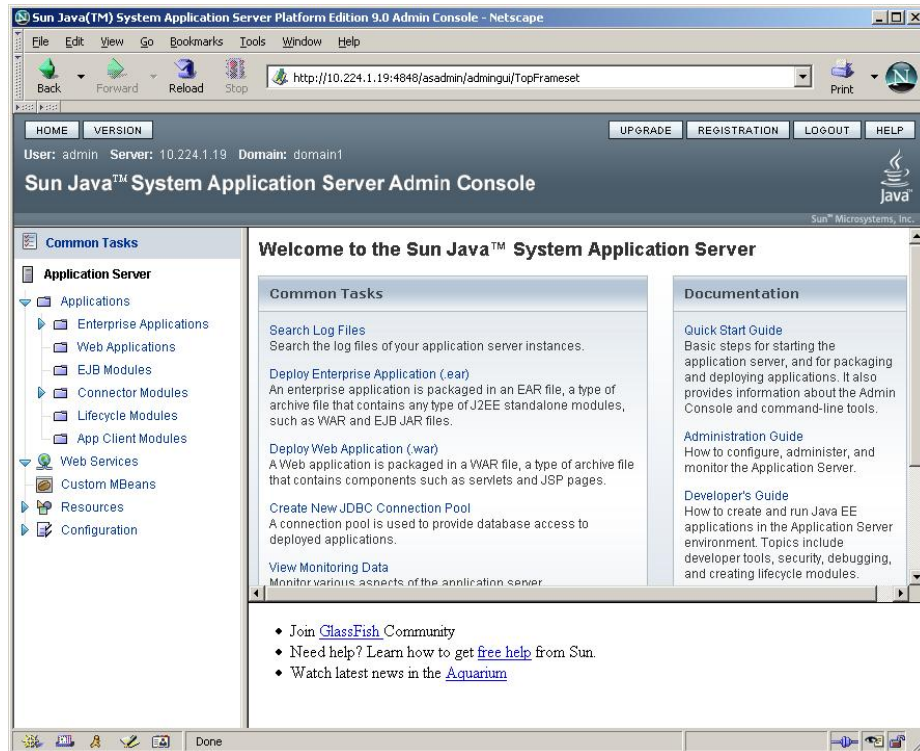 Sun Java(TM) System Application Server Platform Edition 9.0 Admin Console - Netscape
File Edit View Go Bookmarks Tools Window Help
Back Forward Reload Stop http://10.224.1.19:4848/asadmin/admingui/TopFrameset Print N
HOME VERSION UPGRADE REGISTRATION LOGOUT HELP
User: admin Server: 10.224.1.19 Domain: domain1
Sun Java™ System Application Server Admin Console
Java™
Sun™ Microsystems, Inc.
Common Tasks
Application Server
Applications
Enterprise Applications
Web Applications
EJB Modules
Connector Modules
Lifecycle Modules
App Client Modules
Web Services
Custom MBeans
Resources
Configuration
Welcome to the Sun Java™ System Application Server
Common Tasks
Search Log Files
Search the log files of your application server instances.
Deploy Enterprise Application (.ear)
An enterprise application is packaged in an EAR file, a type of
archive file that contains any type of J2EE standalone modules,
such as WAR and EJB JAR files.
Deploy Web Application (.war)
A Web application is packaged in a WAR file, a type of archive file
that contains components such as servlets and JSP pages.
Create New JDBC Connection Pool
A connection pool is used to provide database access to
deployed applications.
View Monitoring Data
Monitor various aspects of the application server
Documentation
Quick Start Guide
Basic steps for starting the
application server, and for packaging
and deploying applications. It also
provides information about the Admin
Console and command-line tools.
Administration Guide
How to configure, administer, and
monitor the Application Server.
Developer's Guide
How to create and run Java EE
applications in the Application Server
environment. Topics include
developer tools, security, debugging,
and creating lifecycle modules.
Join GlassFish Community
Need help? Learn how to get free help from Sun.
Watch latest news in the Aquarium
Done